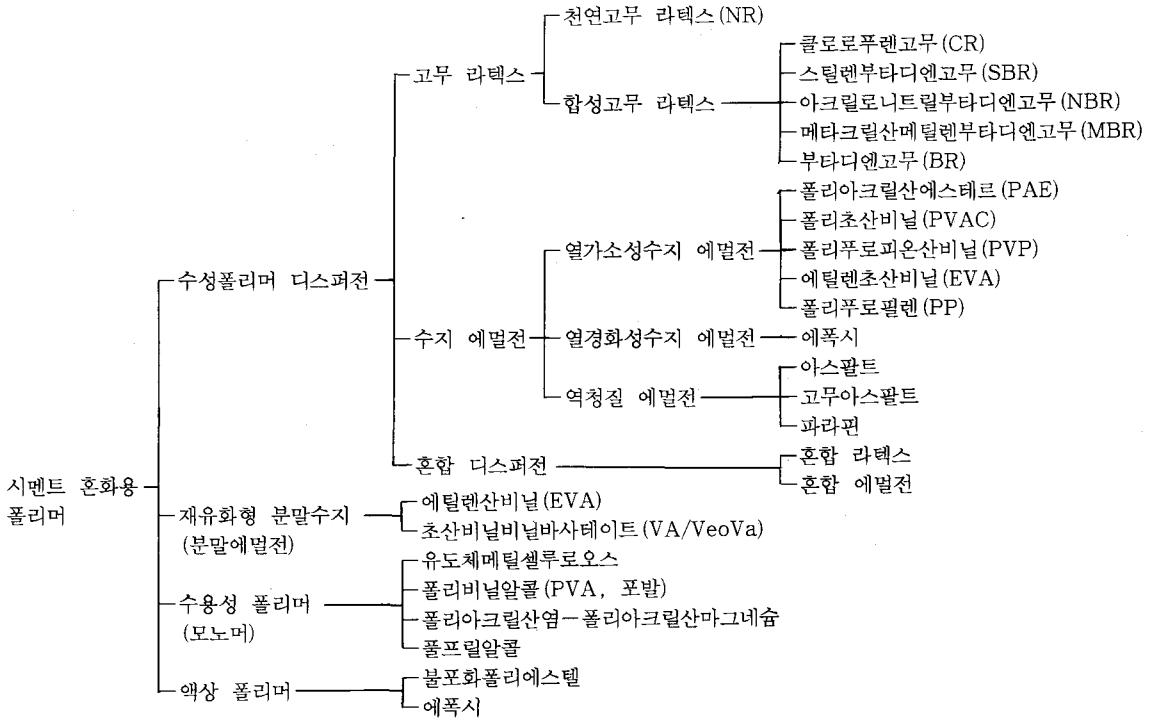 천연고무 라텍스(NR)
클로로푸렌고무(CR)
고무 라텍스
스틸렌부타디엔고무(SBR)
합성고무 라텍스
아크릴로니트릴부타디엔고무(NBR)
메타크릴산메틸렌부타디엔고무(MBR)
부타디엔고무(BR)
폴리아크릴산에스테르(PAE)
폴리초산비닐(PVAC)
열가소성수지 에멀전
폴리푸로피온산비닐(PVP)
수성폴리머 디스퍼전
에틸렌초산비닐(EVA)
폴리푸로필렌(PP)
수지 에멀전
열경화성수지 에멀전
에폭시
아스팔트
역청질 에멀전
고무아스팔트
파라핀
혼합 디스퍼전
혼합 라텍스
혼합 에멀전
시멘트 혼화용
폴리머
재유화형 분말수지
(분말에멀전)
에틸렌산비닐(EVA)
초산비닐비닐바사테이트(VA/VeoVa)
유도체메틸셀루로오스
수용성 폴리머
(모노머)
폴리비닐알콜(PVA, 포발)
폴리아크릴산염-폴리아크릴산마그네슘
풀프릴알콜
액상 폴리머
불포화폴리에스텔
에폭시